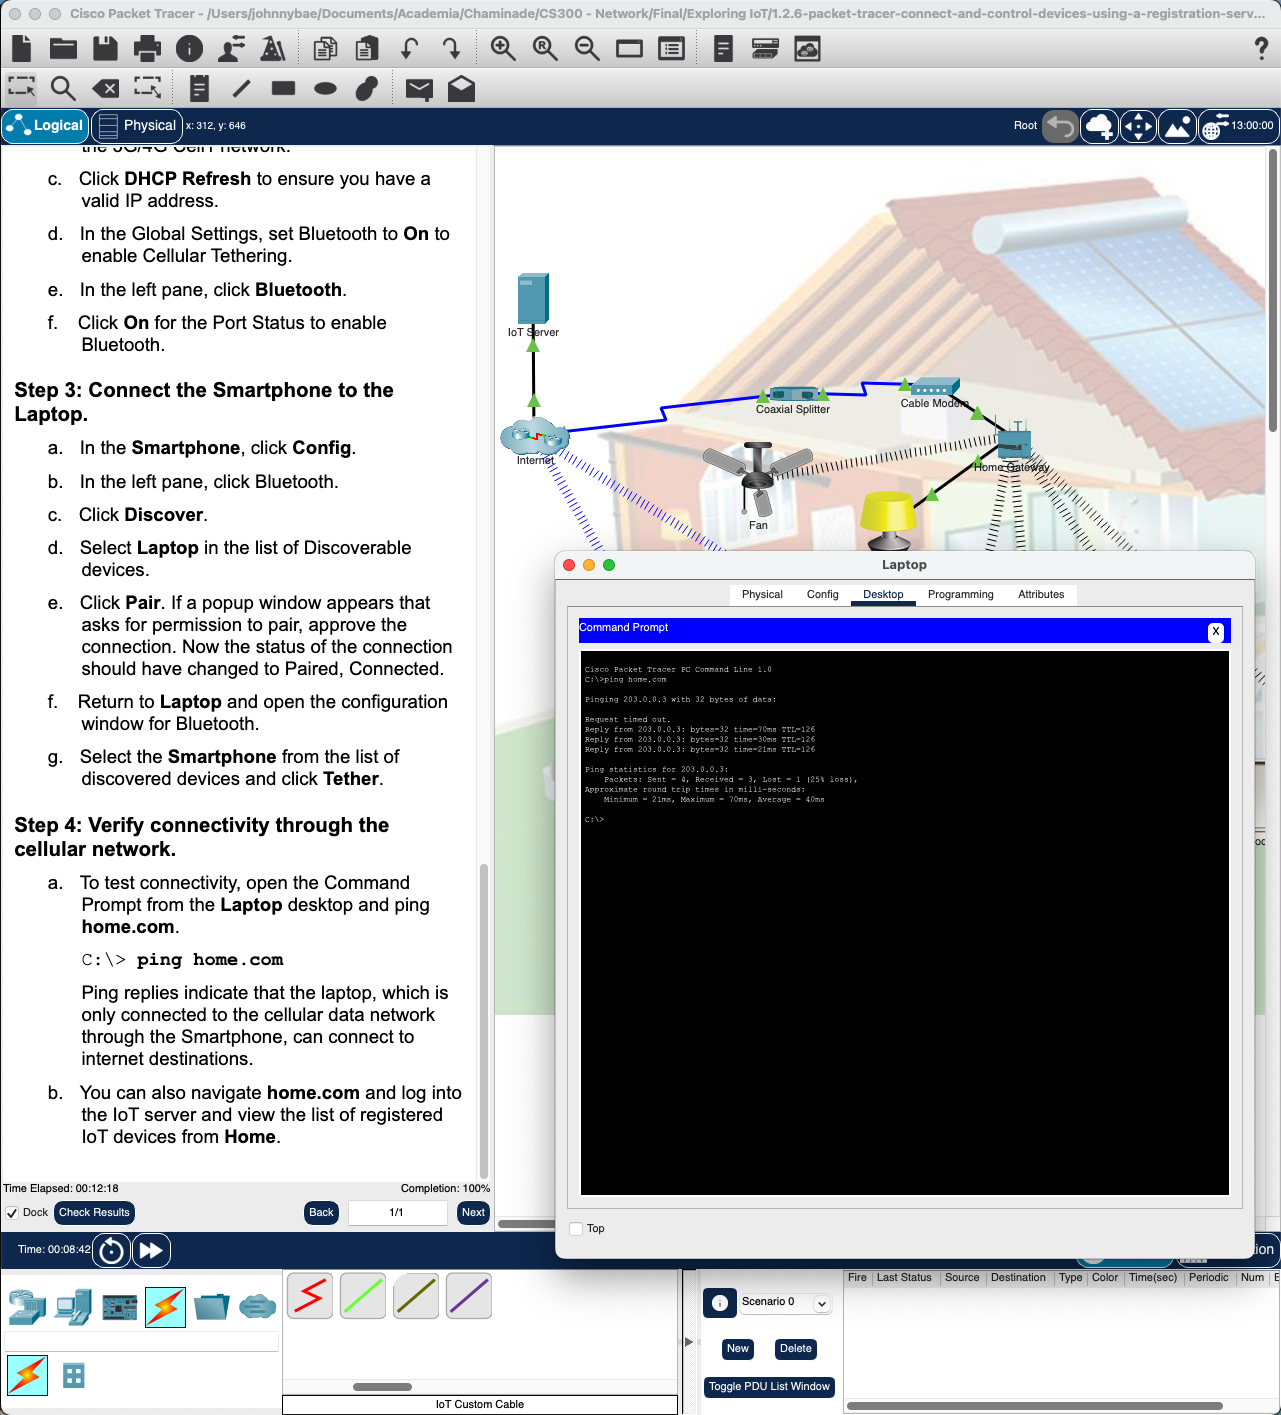 Cisco Packet Tracer - /Users/johnnybae/Documents/Academia/Chaminade/CS300 - Network/Final/Exploring IoT/1.2.6-packet-tracer-connect-and-control-devices-using-a-registration-serv...
Logical
Physical
x: 312, y: 646
Root
13:00:00
the 3G/4G Cell1 network.
c. Click DHCP Refresh to ensure you have a
valid IP address.
d. In the Global Settings, set Bluetooth to On to
enable Cellular Tethering.
e. In the left pane, click Bluetooth.
f. Click On for the Port Status to enable
Bluetooth.
Step 3: Connect the Smartphone to the
Laptop.
a. In the Smartphone, click Config.
b. In the left pane, click Bluetooth.
c. Click Discover.
d. Select Laptop in the list of Discoverable
devices.
e. Click Pair. If a popup window appears that
asks for permission to pair, approve the
connection. Now the status of the connection
should have changed to Paired, Connected.
f. Return to Laptop and open the configuration
window for Bluetooth.
g. Select the Smartphone from the list of
discovered devices and click Tether.
Step 4: Verify connectivity through the
cellular network.
a. To test connectivity, open the Command
Prompt from the Laptop desktop and ping
home.com.
C:\> ping home.com
Ping replies indicate that the laptop, which is
only connected to the cellular data network
through the Smartphone, can connect to
internet destinations.
b. You can also navigate home.com and log into
the IoT server and view the list of registered
IoT devices from Home.
Time Elapsed: 00:12:18
Completion: 100%
Dock
Check Results
Back
1/1
Next
IoT Server
Internet
Coaxial Splitter
Cable Modem
Home Gateway
Fan
Laptop
Physical
Config
Desktop
Programming
Attributes
Command Prompt
X
Cisco Packet Tracer PC Command Line 1.0
C:\>ping home.com
Pinging 203.0.0.3 with 32 bytes of data:
Request timed out.
Reply from 203.0.0.3: bytes=32 time=70ms TTL=126
Reply from 203.0.0.3: bytes=32 time=30ms TTL=126
Reply from 203.0.0.3: bytes=32 time=21ms TTL=126
Ping statistics for 203.0.0.3:
Packets: Sent = 4, Received = 3, Lost = 1 (25% loss),
Approximate round trip times in milli-seconds:
Minimum = 21ms, Maximum = 70ms, Average = 40ms
C:\>
Top
Time: 00:08:42
Scenario 0
New
Delete
Toggle PDU List Window
Fire Last Status Source Destination Type Color Time(sec) Periodic Num E
IoT Custom Cable